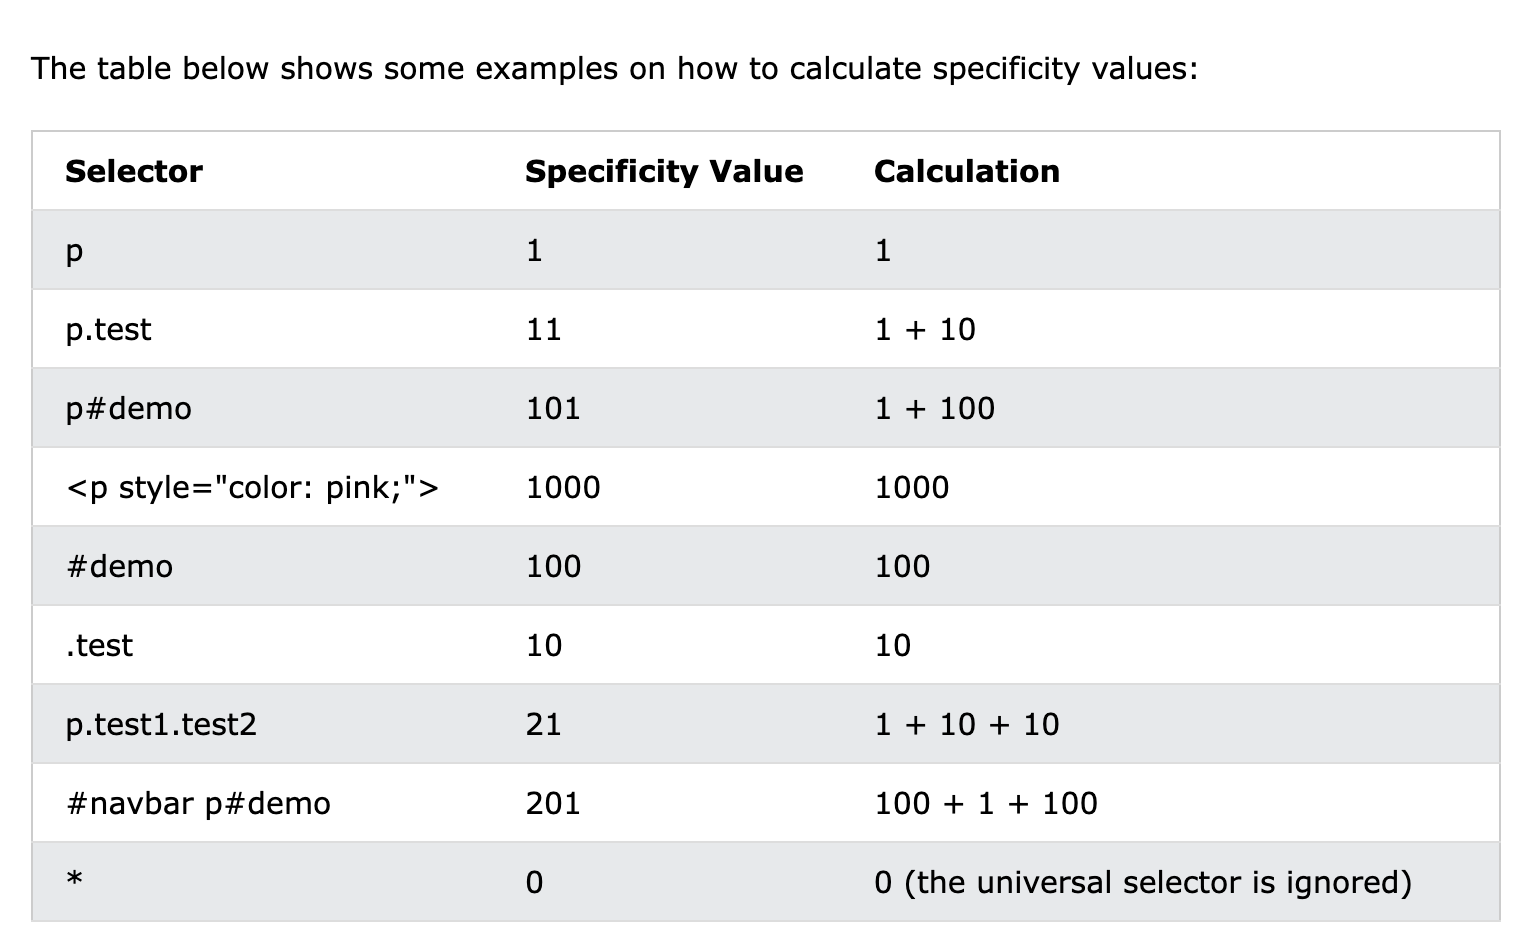 The table below shows some examples on how to calculate specificity values:
Selector Specificity Value Calculation
p 1 1
p.test 11 1 + 10
p#demo 101 1 + 100
<p style="color: pink;"> 1000 1000
#demo 100 100
.test 10 10
p.test1.test2 21 1 + 10 + 10
#navbar p#demo 201 100 + 1 + 100
* 0 0 (the universal selector is ignored)